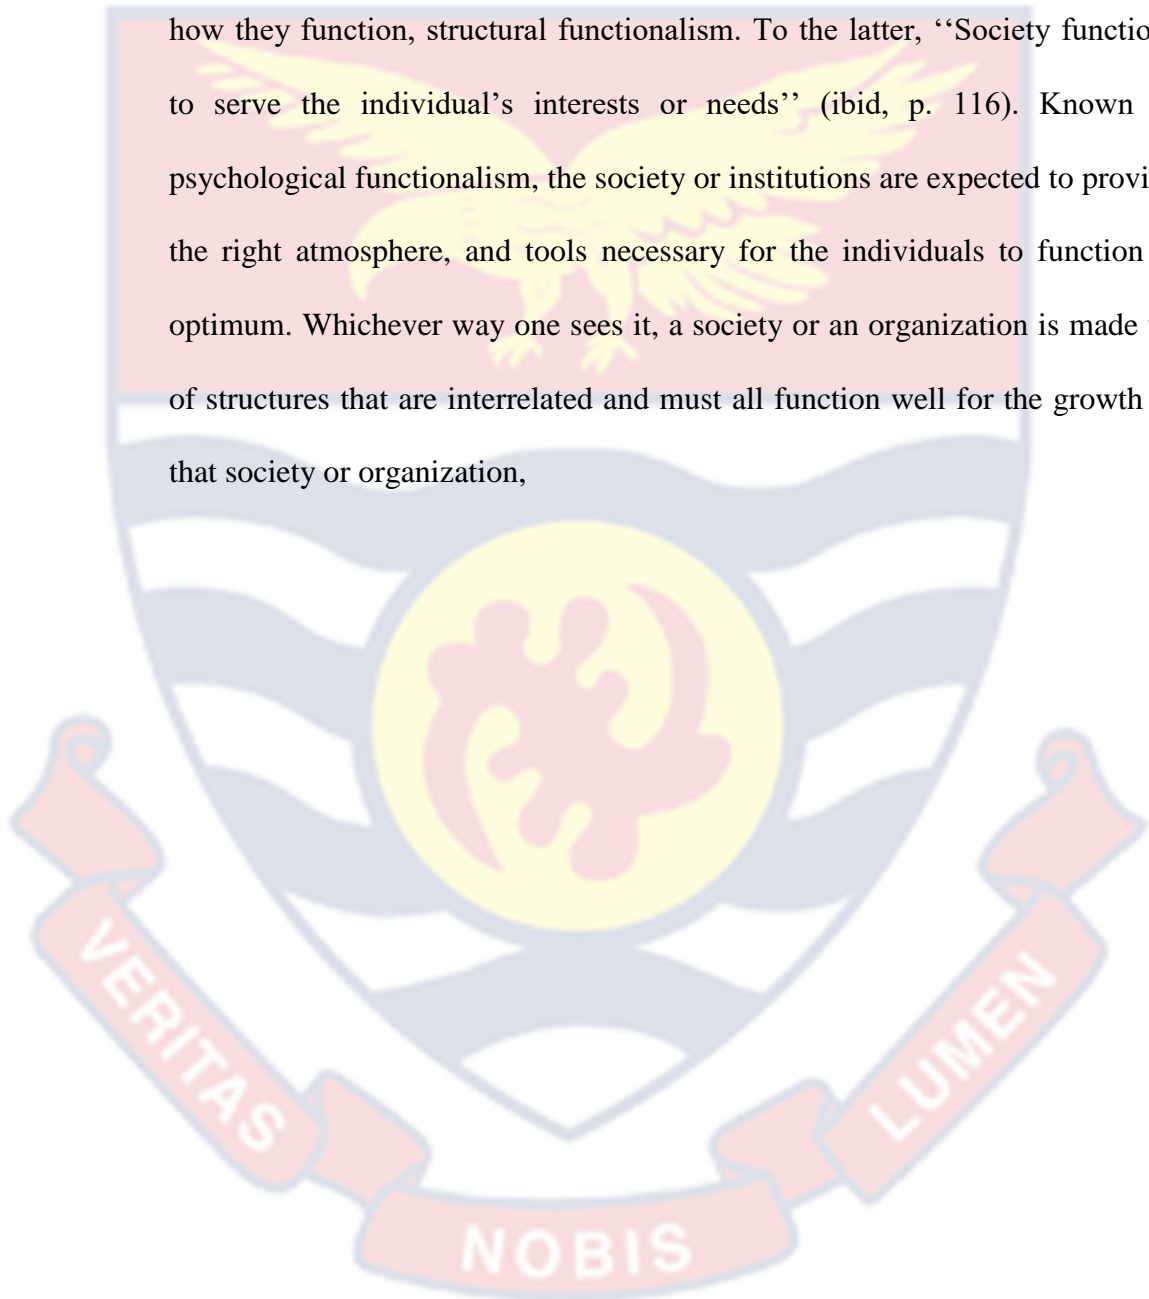 how they function, structural functionalism. To the latter, ‘‘Society functio
to serve the individual’s interests or needs’’ (ibid, p. 116). Known
psychological functionalism, the society or institutions are expected to provi
the right atmosphere, and tools necessary for the individuals to function
optimum. Whichever way one sees it, a society or an organization is made
of structures that are interrelated and must all function well for the growth
that society or organization,
VERITAS
NOBIS
LUMEN